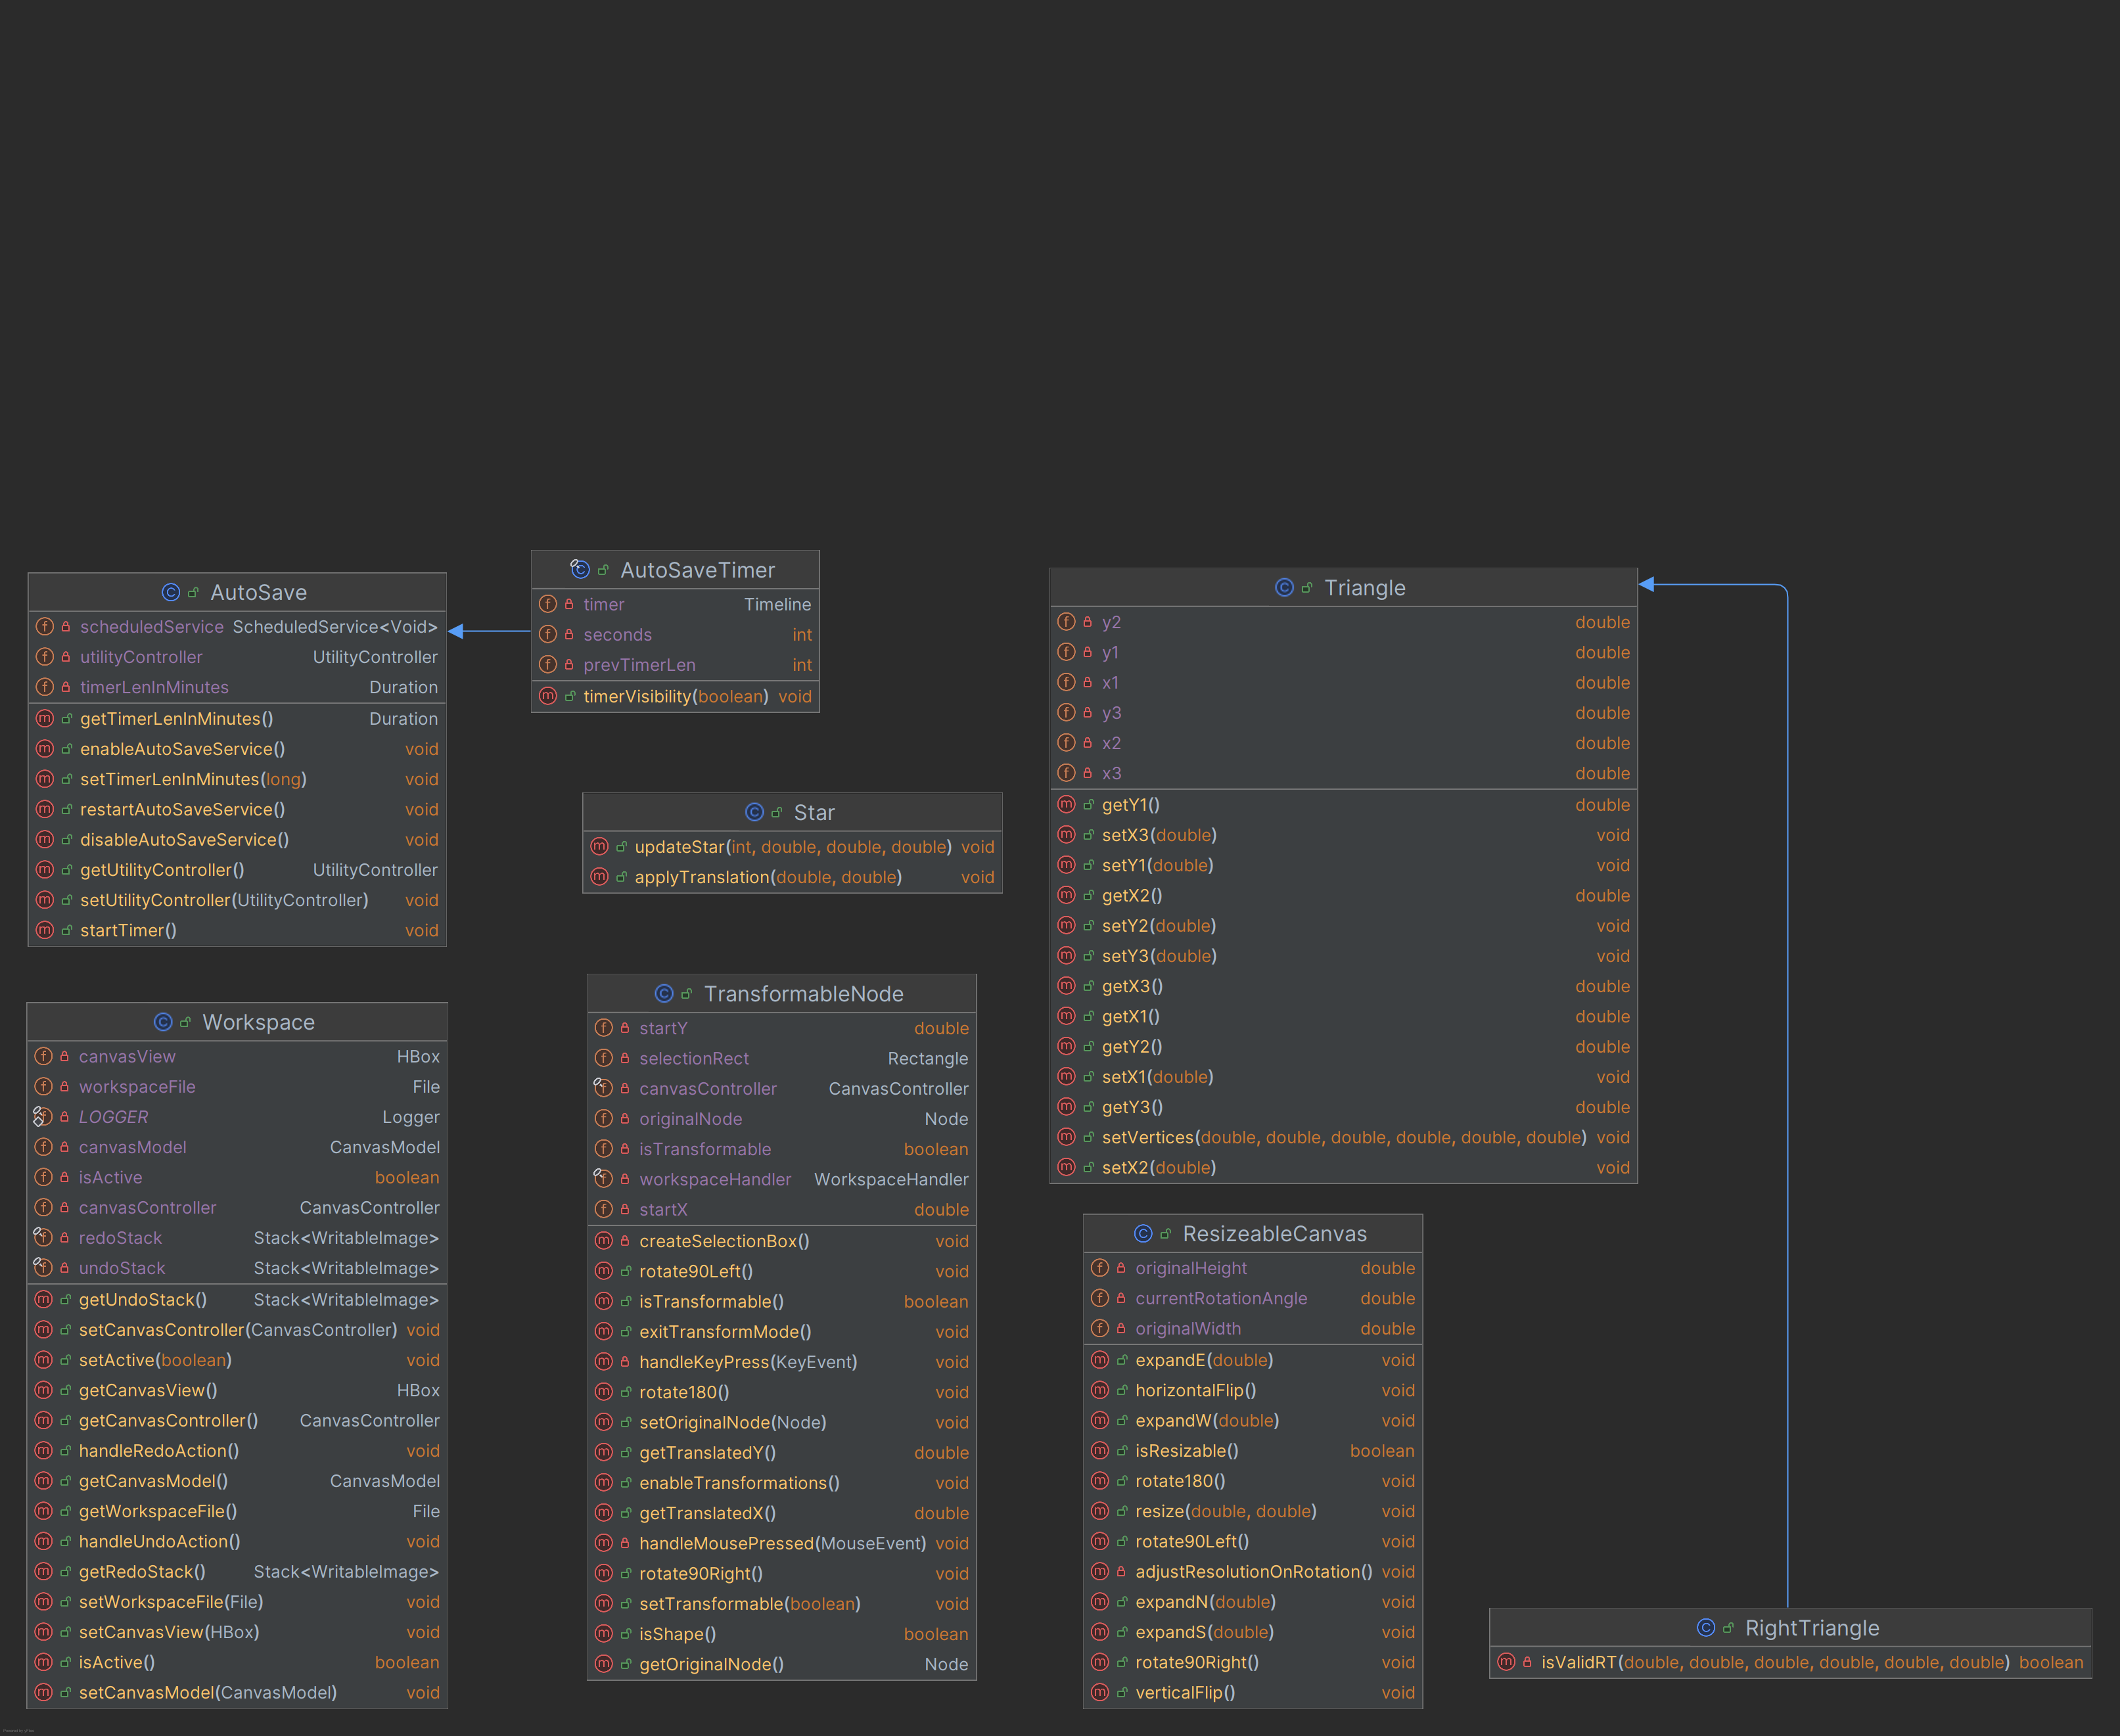 AutoSave
scheduledService ScheduledService<Void>
utilityController UtilityController
timerLenInMinutes Duration
getTimerLenInMinutes() Duration
enableAutoSaveService() void
setTimerLenInMinutes(long) void
restartAutoSaveService() void
disableAutoSaveService() void
getUtilityController() UtilityController
setUtilityController(UtilityController) void
startTimer() void
AutoSaveTimer
timer Timeline
seconds int
prevTimerLen int
timerVisibility(boolean) void
Star
updateStar(int, double, double, double) void
applyTranslation(double, double) void
Triangle
y2 double
y1 double
x1 double
y3 double
x2 double
x3 double
getY1() double
setX3(double) void
setY1(double) void
getX2() double
setY2(double) void
setY3(double) void
getX3() double
getX1() double
getY2() double
setX1(double) void
getY3() double
setVertices(double, double, double, double, double, double) void
setX2(double) void
Workspace
canvasView HBox
workspaceFile File
LOGGER Logger
canvasModel CanvasModel
isActive boolean
canvasController CanvasController
redoStack Stack<WritableImage>
undoStack Stack<WritableImage>
getUndoStack() Stack<WritableImage>
setCanvasController(CanvasController) void
setActive(boolean) void
getCanvasView() HBox
getCanvasController() CanvasController
handleRedoAction() void
getCanvasModel() CanvasModel
getWorkspaceFile() File
handleUndoAction() void
getRedoStack() Stack<WritableImage>
setWorkspaceFile(File) void
setCanvasView(HBox) void
isActive() boolean
setCanvasModel(CanvasModel) void
TransformableNode
startY double
selectionRect Rectangle
canvasController CanvasController
originalNode Node
isTransformable boolean
workspaceHandler WorkspaceHandler
startX double
createSelectionBox() void
rotate90Left() void
isTransformable() boolean
exitTransformMode() void
handleKeyPress(KeyEvent) void
rotate180() void
setOriginalNode(Node) void
getTranslatedY() double
enableTransformations() void
getTranslatedX() double
handleMousePressed(MouseEvent) void
rotate90Right() void
setTransformable(boolean) void
isShape() boolean
getOriginalNode() Node
ResizeableCanvas
originalHeight double
currentRotationAngle double
originalWidth double
expandE(double) void
horizontalFlip() void
expandW(double) void
isResizable() boolean
rotate180() void
resize(double, double) void
rotate90Left() void
adjustResolutionOnRotation() void
expandN(double) void
expandS(double) void
rotate90Right() void
verticalFlip() void
RightTriangle
isValidRT(double, double, double, double, double, double) boolean
Powered by yFiles